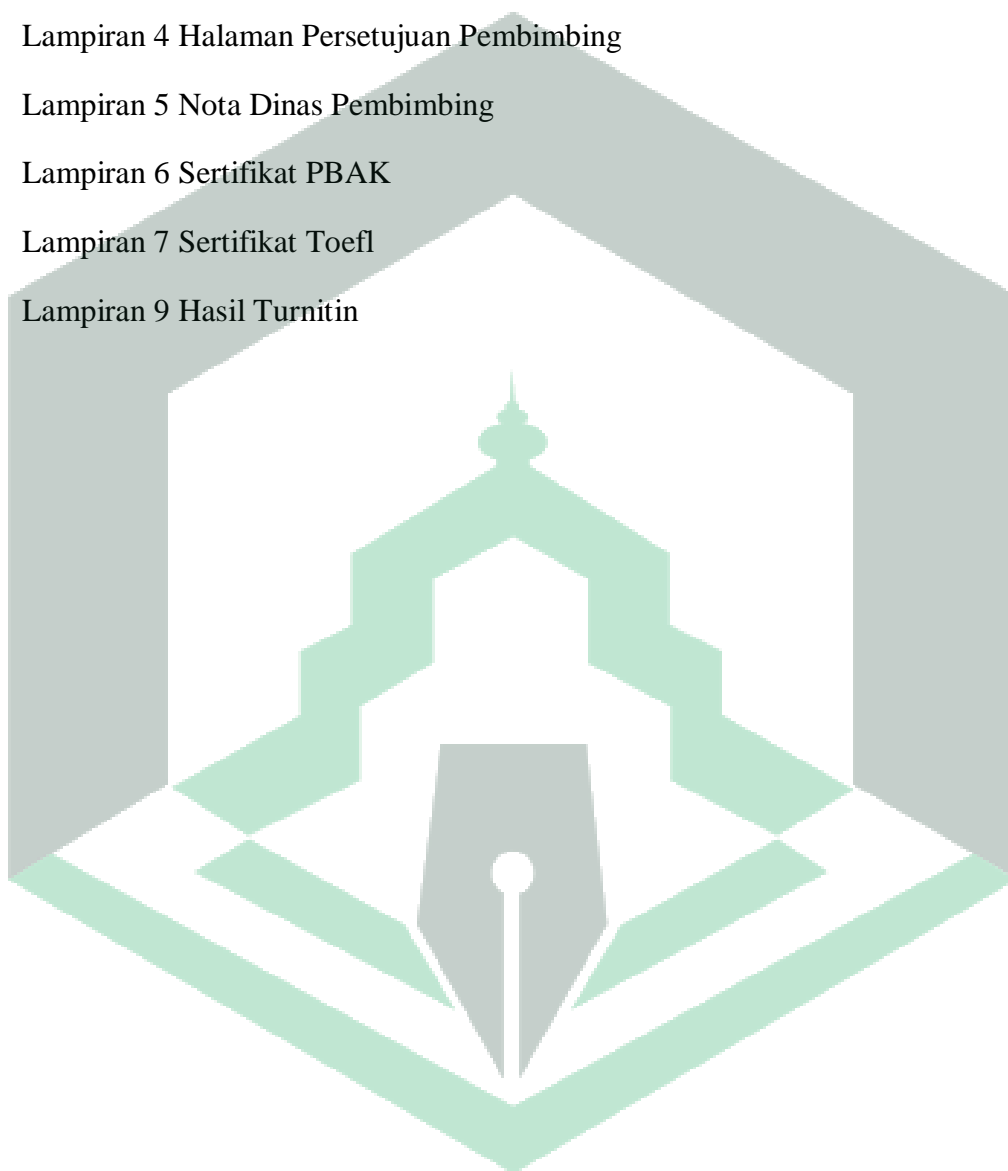 Lampiran 4 Halaman Persetujuan Pembimbing
Lampiran 5 Nota Dinas Pembimbing
Lampiran 6 Sertifikat PBAK
Lampiran 7 Sertifikat Toefl
Lampiran 9 Hasil Turnitin